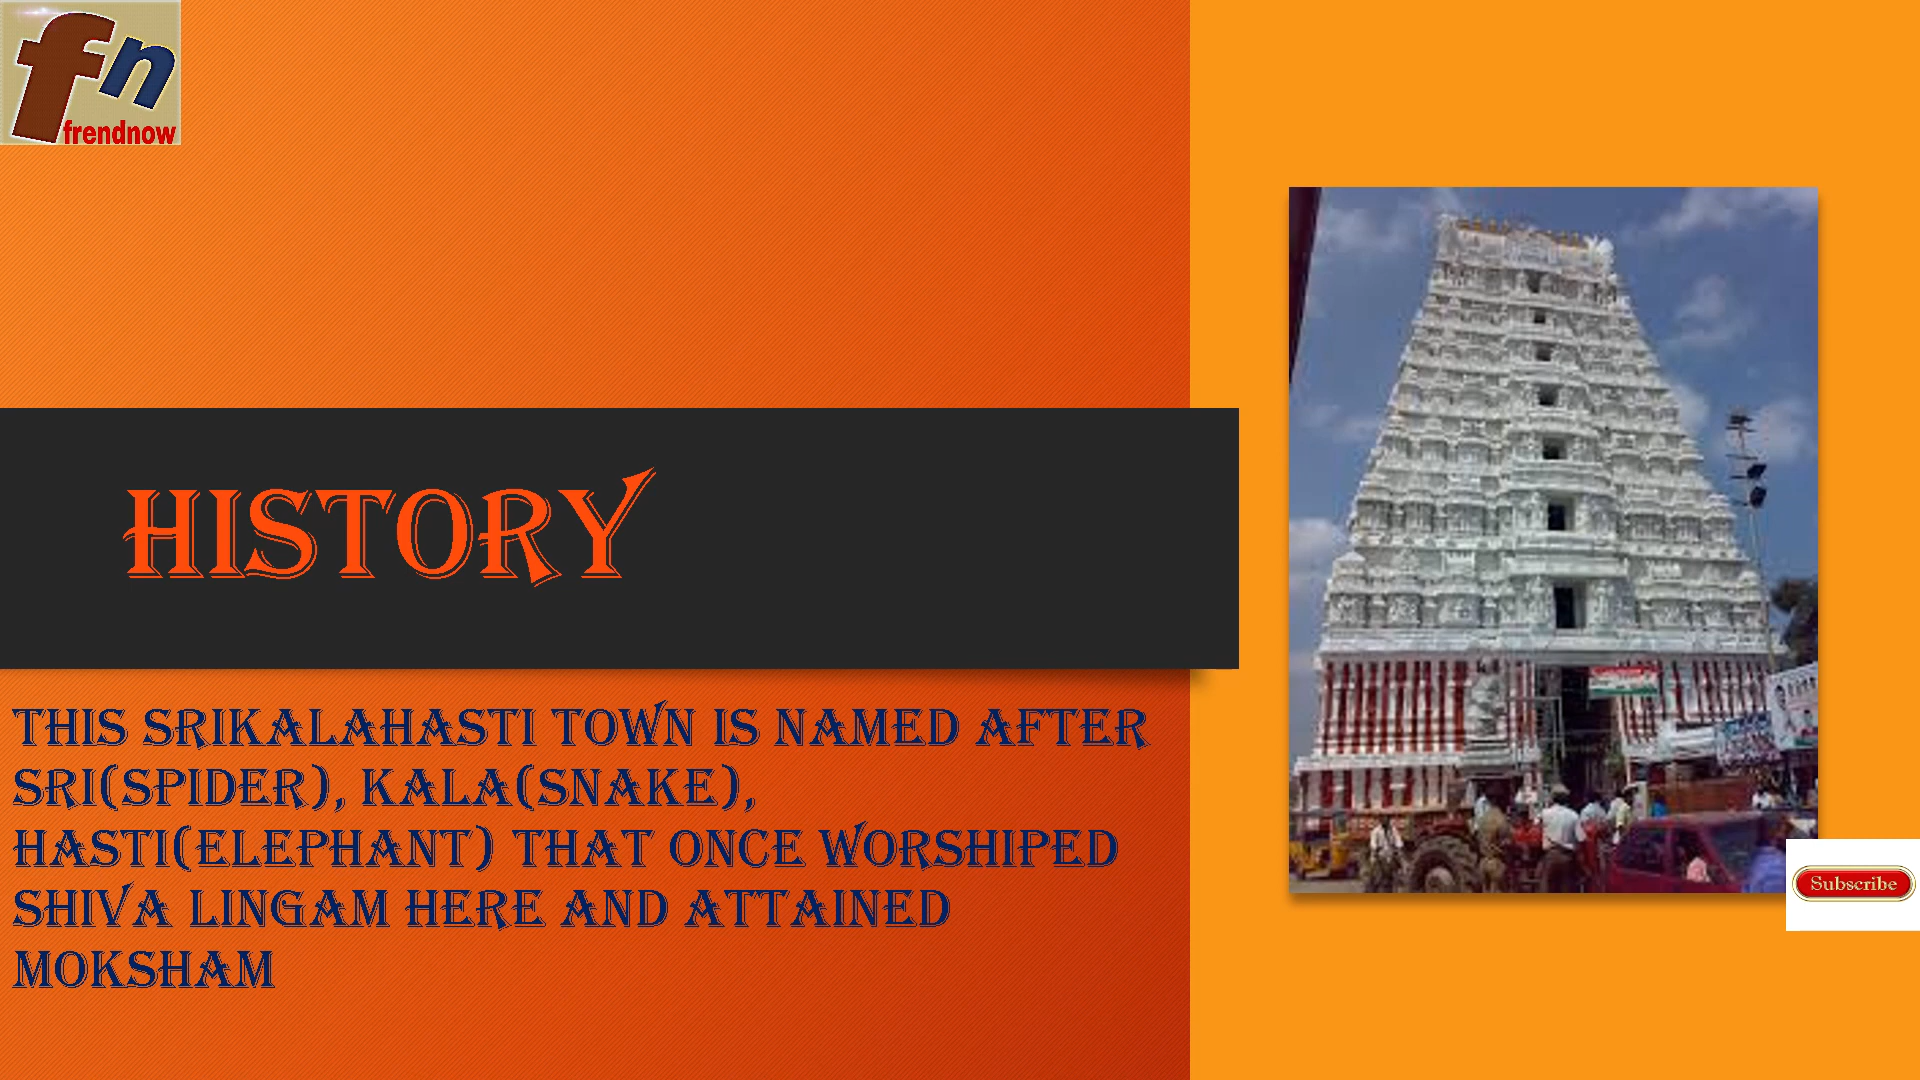 fn
frendnow
HISTORY
THIS SRIKALAHASTI TOWN IS NAMED AFTER
SRI(SPIDER), KALA(SNAKE),
HASTI(ELEPHANT) THAT ONCE WORSHIPED
SHIVA LINGAM HERE AND ATTAINED
MOKSHAM
Subscribe